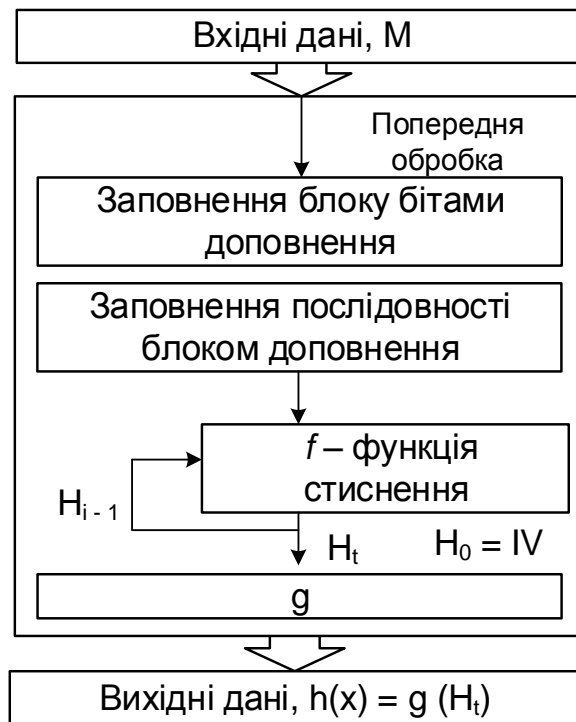 Вхідні дані, M
Попередня
обробка
Заповнення блоку бітами
доповнення
Заповнення послідовності
блоком доповнення
f – функція
стиснення
H i - 1
H t
H 0 = IV
g
Вихідні дані, h(x) = g (H t)